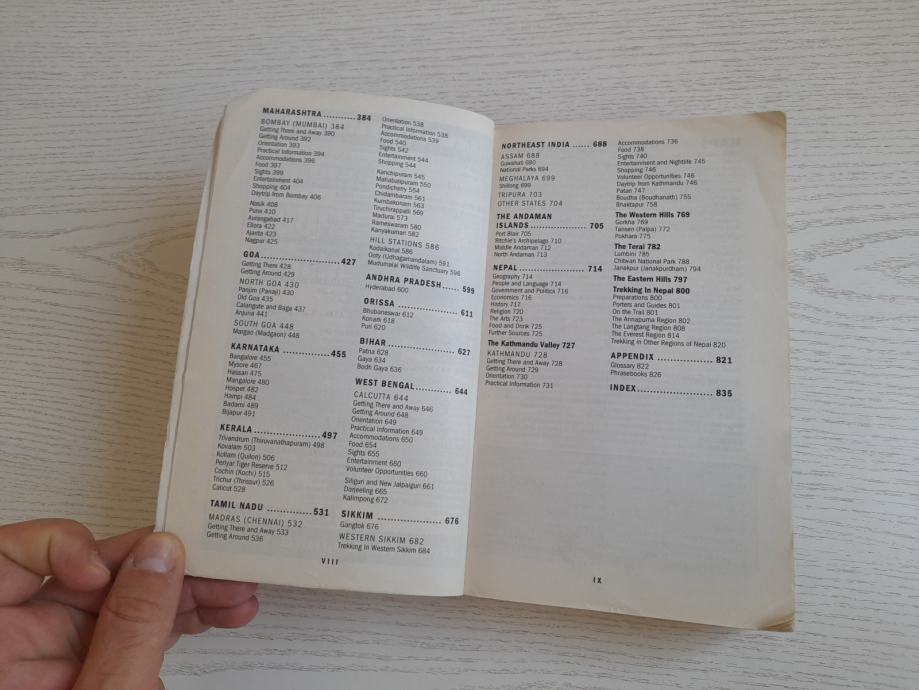 MAHARASHTRA ........... 384
BOMBAY (MUMBAI) 384
Getting There and Away 390
Getting Around 392
Orientation 393
Practical Information 394
Accommodations 396
Food 397
Sights 399
Entertainment 404
Shopping 404
Daytrip from Bombay 406
Nasik 408
Pune 410
Aurangabad 417
Ellora 422
Ajanta 423
Nagpur 425
GOA ........................... 427
Getting There 428
Getting Around 429
NORTH GOA 430
Panjim (Panaji) 430
Old Goa 435
Calangute and Baga 437
Anjuna 441
SOUTH GOA 448
Margao (Madgaon) 448
KARNATAKA ................ 455
Bangalore 455
Mysore 467
Hassan 475
Mangalore 480
Hospet 482
Hampi 484
Badami 489
Bijapur 491
KERALA ...................... 497
Trivandrum (Thiruvanathapuram) 498
Kovalam 503
Kollam (Quilon) 506
Periyar Tiger Reserve 512
Cochin (Kochi) 515
Trichur (Thrissur) 526
Calicut 528
TAMIL NADU ............... 531
MADRAS (CHENNAI) 532
Getting There and Away 533
Getting Around 536
Orientation 538
Practical Information 538
Accommodations 539
Food 540
Sights 542
Entertainment 544
Shopping 544
Kanchipuram 545
Mahabalipuram 550
Pondicherry 554
Chidambaram 561
Kumbakonam 563
Tiruchirappalli 569
Madurai 573
Rameswaram 580
Kanyakumari 582
HILL STATIONS 586
Kodaikanal 586
Ooty (Udhagamandalam) 591
Mudumalai Wildlife Sanctuary 596
ANDHRA PRADESH ...... 599
Hyderabad 600
ORISSA ...................... 611
Bhubaneswar 612
Konark 618
Puri 620
BIHAR ........................ 627
Patna 628
Gaya 634
Bodh Gaya 636
WEST BENGAL ............ 644
CALCUTTA 644
Getting There and Away 646
Getting Around 648
Orientation 649
Practical Information 649
Accommodations 650
Food 654
Sights 655
Entertainment 660
Volunteer Opportunities 660
Siliguri and New Jalpaiguri 661
Darjeeling 665
Kalimpong 672
SIKKIM ...................... 676
Gangtok 676
WESTERN SIKKIM 682
Trekking in Western Sikkim 684
VIII
NORTHEAST INDIA ...... 688
ASSAM 688
Guwahati 690
National Parks 694
MEGHALAYA 699
Shillong 699
TRIPURA 703
OTHER STATES 704
THE ANDAMAN
ISLANDS ................... 705
Port Blair 705
Ritchie's Archipelago 710
Middle Andaman 712
North Andaman 713
NEPAL ........................ 714
Geography 714
People and Language 714
Government and Politics 716
Economics 716
History 717
Religion 720
The Arts 723
Food and Drink 725
Further Sources 725
The Kathmandu Valley 727
KATHMANDU 728
Getting There and Away 728
Getting Around 729
Orientation 730
Practical Information 731
Accommodations 736
Food 738
Sights 740
Entertainment and Nightlife 745
Shopping 746
Volunteer Opportunities 746
Daytrip from Kathmandu 746
Patan 747
Boudha (Boudhanath) 755
Bhaktapur 758
The Western Hills 769
Gorkha 769
Tansen (Palpa) 772
Pokhara 775
The Terai 782
Lumbini 785
Chitwan National Park 788
Janakpur (Janakpurdham) 794
The Eastern Hills 797
Trekking In Nepal 800
Preparations 800
Porters and Guides 801
On the Trail 801
The Annapurna Region 802
The Langtang Region 808
The Everest Region 814
Trekking in Other Regions of Nepal 820
APPENDIX ................. 821
Glossary 822
Phrasebooks 826
INDEX ....................... 835
IX